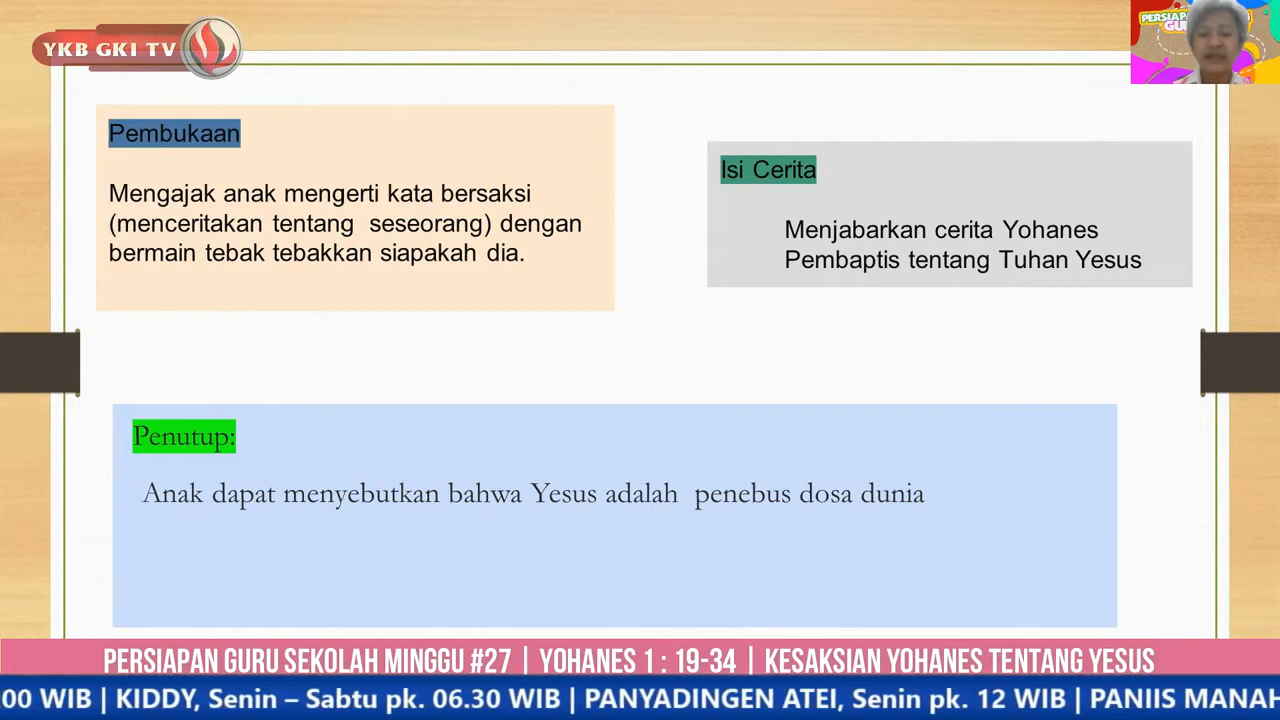 YKB GKI TV
Pembukaan
Mengajak anak mengerti kata bersaksi
(menceritakan tentang seseorang) dengan
bermain tebak tebakkan siapakah dia.
Isi Cerita
Menjabarkan cerita Yohanes
Pembaptis tentang Tuhan Yesus
Penutup:
Anak dapat menyebutkan bahwa Yesus adalah penebus dosa dunia
PERSIAPAN GURU SEKOLAH MINGGU #27 | YOHANES 1 : 19-34 | KESAKSIAN YOHANES TENTANG YESUS
00 WIB | KIDDY, Senin – Sabtu pk. 06.30 WIB | PANYADINGEN ATEI, Senin pk. 12 WIB | PANIIS MANAH